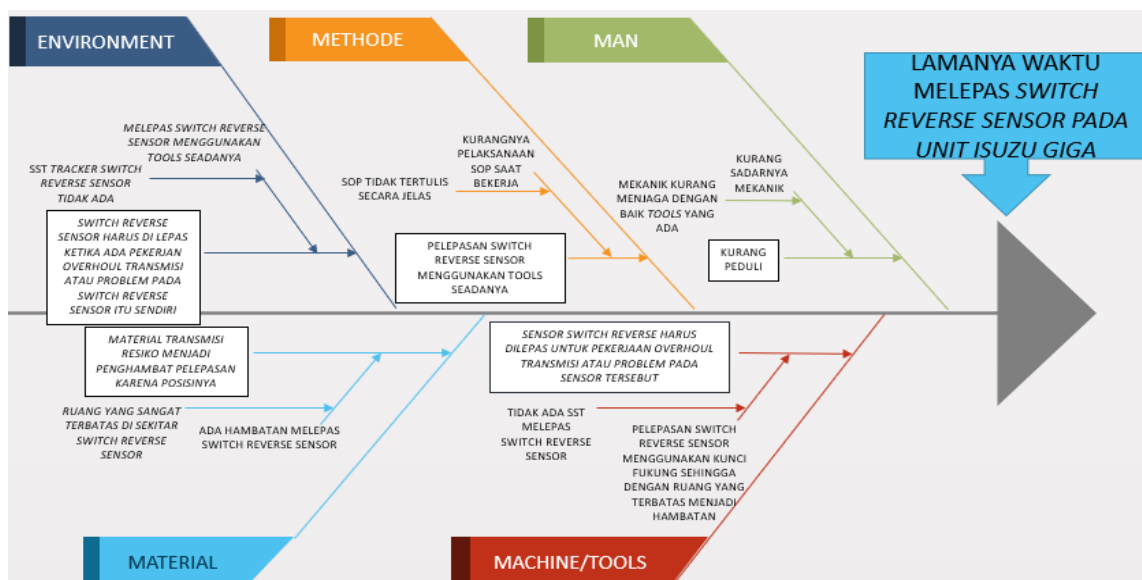 ENVIRONMENT
METHODE
MAN
LAMANYA WAKTU
MELEPAS SWITCH
REVERSE SENSOR PADA
UNIT ISUZU GIGA
MELEPAS SWITCH REVERSE
SENSOR MENGGUNAKAN
TOOLS SEADANYA
SST TRACKER SWITCH
REVERSE SENSOR
TIDAK ADA
SWITCH REVERSE
SENSOR HARUS DI LEPAS
KETIKA ADA PEKERJAN
OVERHOUL TRANSMISI
ATAU PROBLEM PADA
SWITCH REVERSE
SENSOR ITU SENDIRI
KURANGNYA
PELAKSANAAN
SOP SAAT
BEKERJA
SOP TIDAK TERTULIS
SECARA JELAS
PELEPASAN SWITCH
REVERSE SENSOR
MENGGUNAKAN TOOLS
SEADANYA
KURANG
SADARNYA
MEKANIK
MEKANIK KURANG
MENJAGA DENGAN
BAIK TOOLS YANG
ADA
KURANG
PEDULI
MATERIAL TRANSMISI
RESIKO MENJADI
PENGHAMBAT PELEPASAN
KARENA POSISINYA
RUANG YANG SANGAT
TERBATAS DI SEKITAR
SWITCH REVERSE
SENSOR
ADA HAMBATAN MELEPAS
SWITCH REVERSE SENSOR
SENSOR SWITCH REVERSE HARUS
DILEPAS UNTUK PEKERJAAN OVERHOUL
TRANSMISI ATAU PROBLEM PADA
SENSOR TERSEBUT
TIDAK ADA SST
MELEPAS
SWITCH REVERSE
SENSOR
PELEPASAN SWITCH
REVERSE SENSOR
MENGGUNAKAN KUNCI
FUKUNG SEHINGGA
DENGAN RUANG YANG
TERBATAS MENJADI
HAMBATAN
MATERIAL
MACHINE/TOOLS